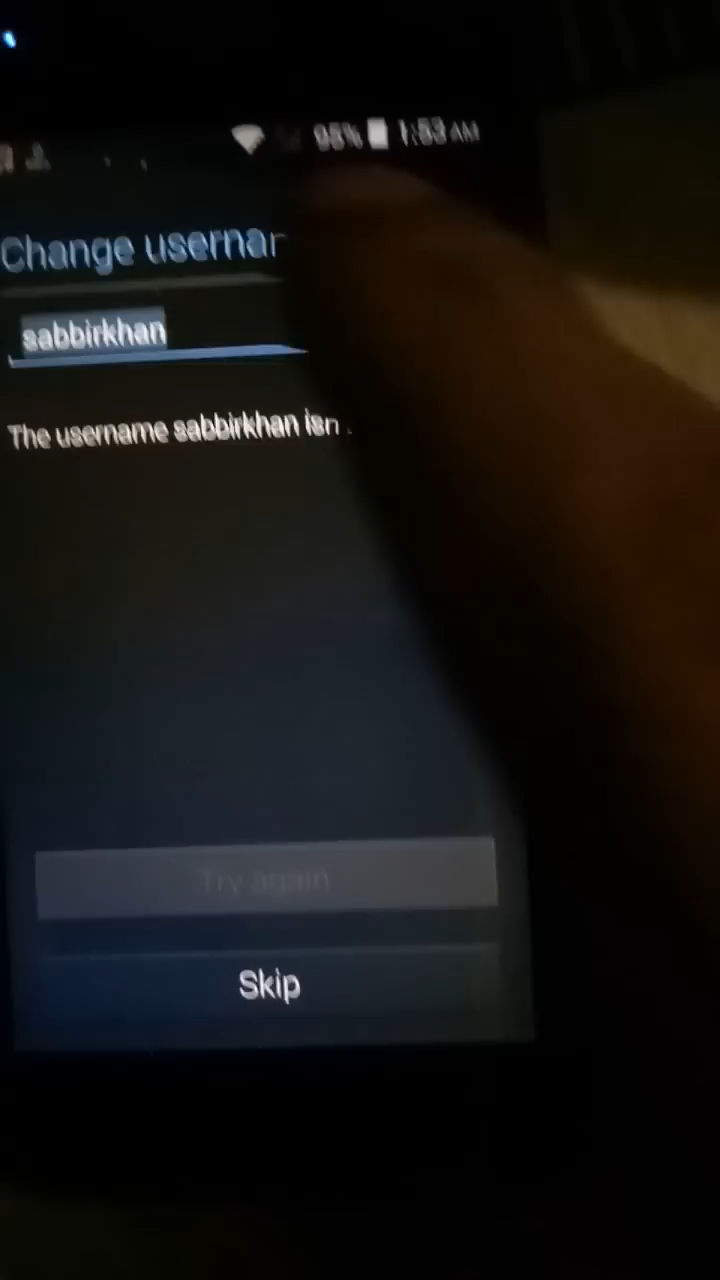 95% 1:53 AM
Change usernar
sabbirkhan
The username sabbirkhan isn
Try again
Skip